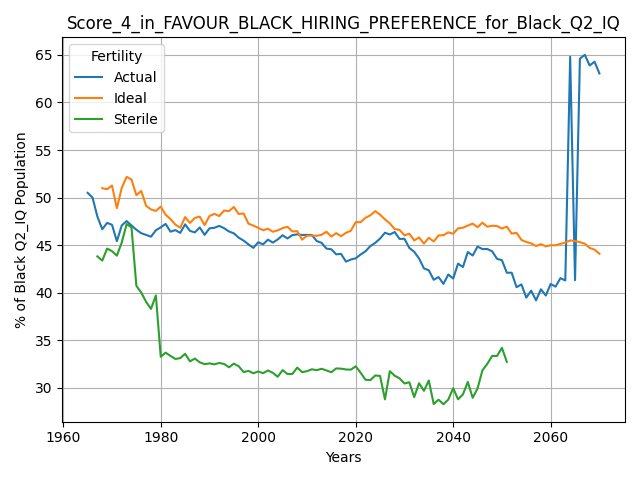 Score_4_in_FAVOUR_BLACK_HIRING_PREFERENCE_for_Black_Q2_IQ
Fertility
Actual
Ideal
Sterile
% of Black Q2_IQ Population
65
60
55
50
45
40
35
30
1960
1980
2000
2020
2040
2060
Years